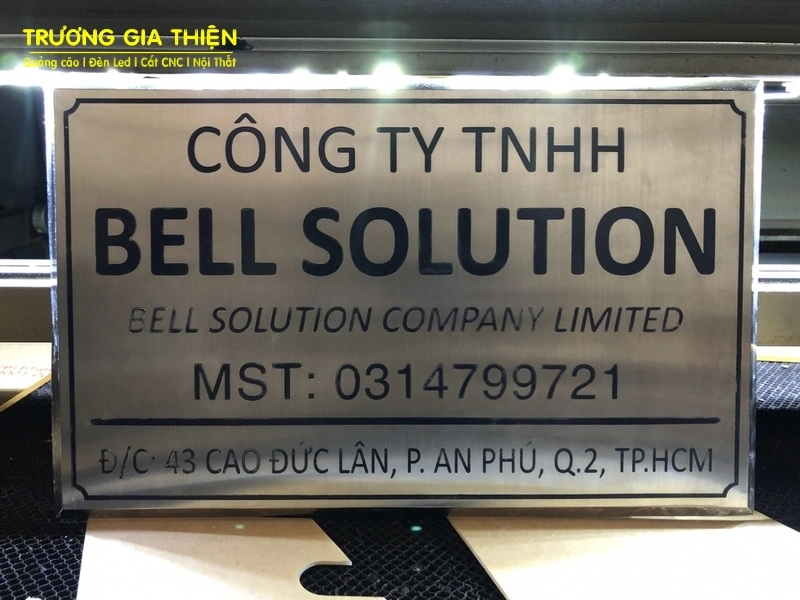 TRƯƠNG GIA THIỆN
Quảng cáo | Đèn Led | Cắt CNC | Nội Thất
CÔNG TY TNHH
BELL SOLUTION
BELL SOLUTION COMPANY LIMITED
MST: 0314799721
Đ/C: 43 CAO ĐỨC LÂN, P. AN PHÚ, Q.2, TP.HCM